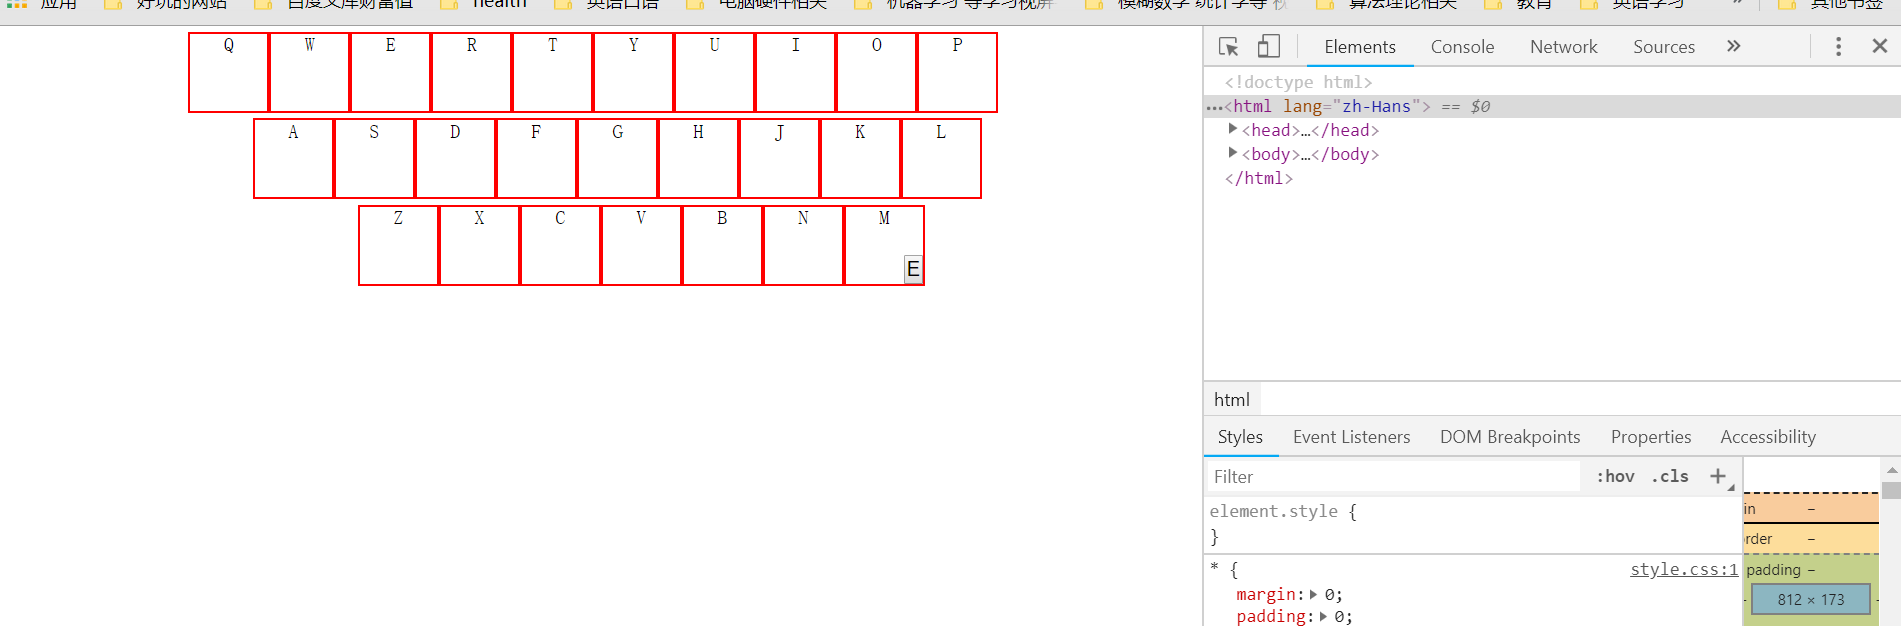 应用 好玩的网站 百度文库财富值 health 英语口语 电脑硬件相关 机器学习 等学习视屏 模糊数学 统计学等 算法理论相关 教育 英语学习 » 其他书签
Q W E R T Y U I O P
A S D F G H J K L
Z X C V B N M
E
Elements Console Network Sources »
<!doctype html>
…<html lang="zh-Hans"> == $0
<head>…</head>
<body>…</body>
</html>
html
Styles Event Listeners DOM Breakpoints Properties Accessibility
Filter :hov .cls +
element.style {
}
* { style.css:1
margin: 0;
padding: 0;
in –
rder –
padding –
812 × 173